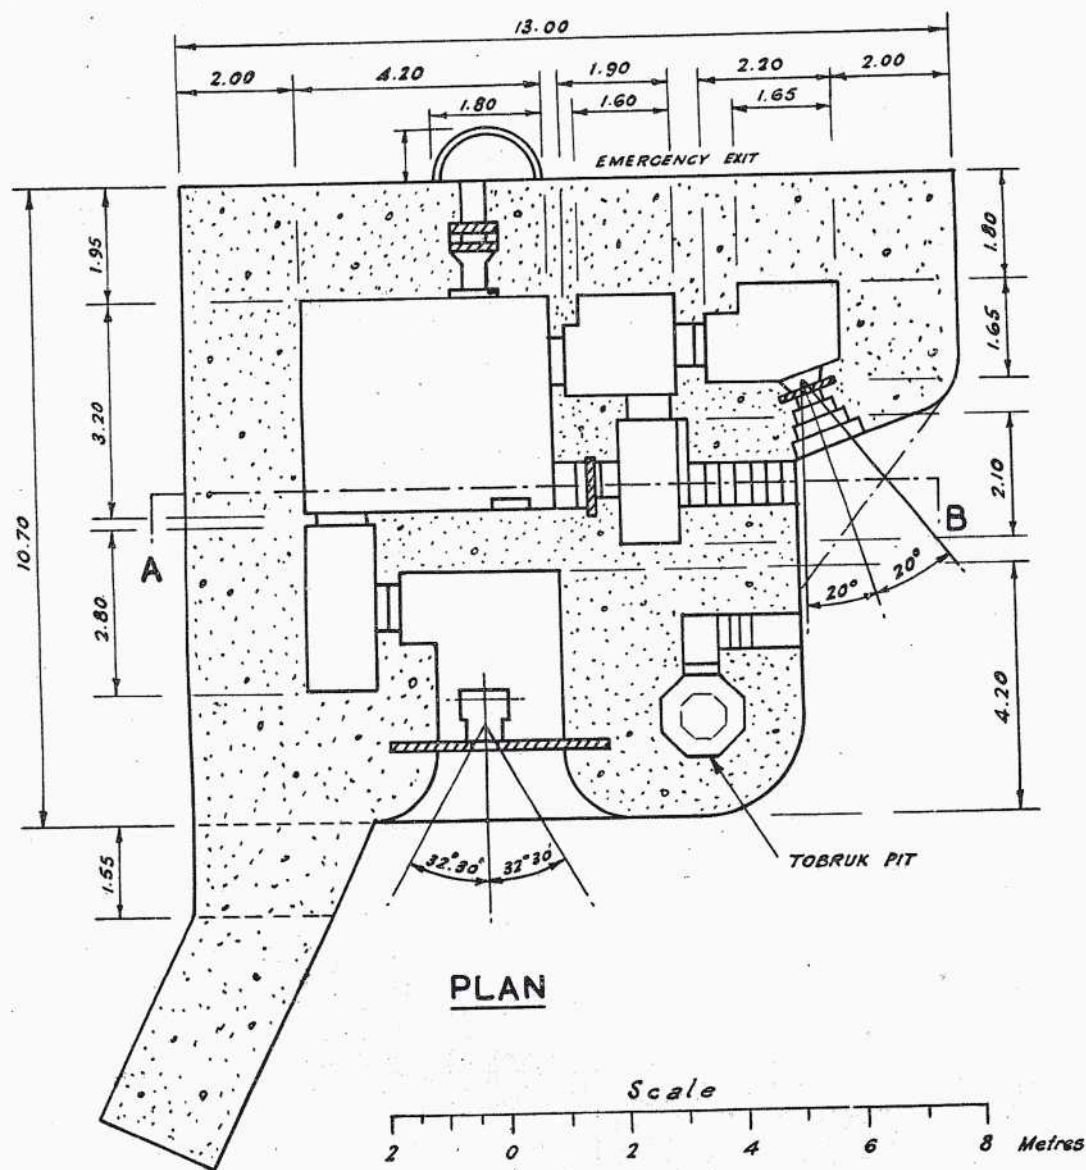 13.00
2.00 4.20 1.90 2.20 2.00
1.80 1.60 1.65
EMERGENCY EXIT
1.95
1.80
1.65
3.20
2.10
10.70
A
B
20° 20°
2.80
4.20
1.55
32°30' 32°30'
TOBRUK PIT
PLAN
Scale
2 0 2 4 6 8 Metres